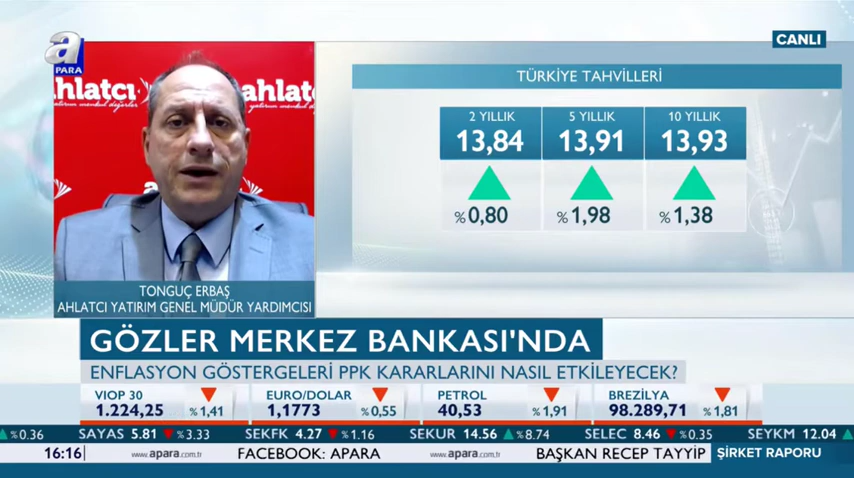 a
PARA
CANLI
ahlatcı
yatırım menkul değerler
ahlatcı
TÜRKİYE TAHVİLLERİ
2 YILLIK 5 YILLIK 10 YILLIK
13,84 13,91 13,93
%0,80 %1,98 %1,38
TONGUÇ ERBAŞ
AHLATCI YATIRIM GENEL MÜDÜR YARDIMCISI
GÖZLER MERKEZ BANKASI'NDA
ENFLASYON GÖSTERGELERİ PPK KARARLARINI NASIL ETKİLEYECEK?
VIOP 30 EURO/DOLAR PETROL BREZİLYA
1.224,25 %1,41 1,1773 %0,55 40,53 %1,91 98.289,71 %1,81
%0.36 SAYAS 5.81 %3.33 SEKFK 4.27 %1.16 SEKUR 14.56 %8.74 SELEC 8.46 %0.35 SEYKM 12.04
16:16 www.apara.com.tr FACEBOOK: APARA www.apara.com.tr BAŞKAN RECEP TAYYİP ŞİRKET RAPORU